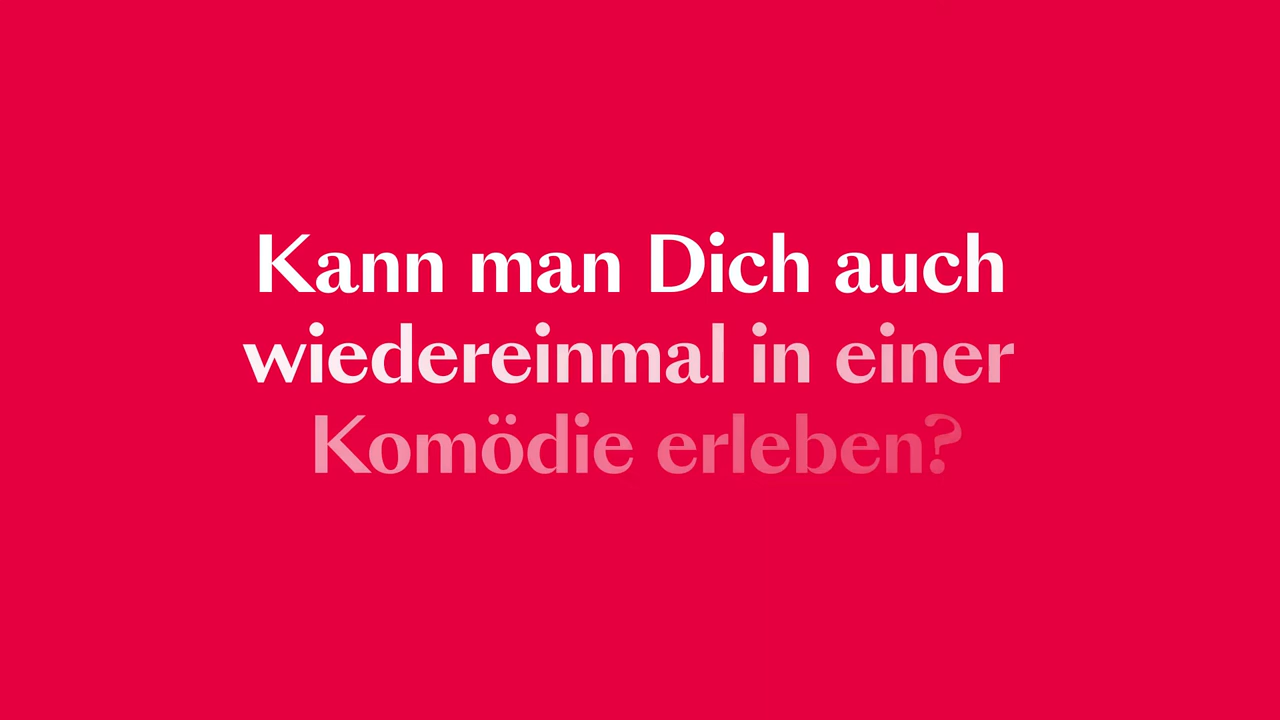 Kann man Dich auch
wiedereinmal in einer
Komödie erleben?